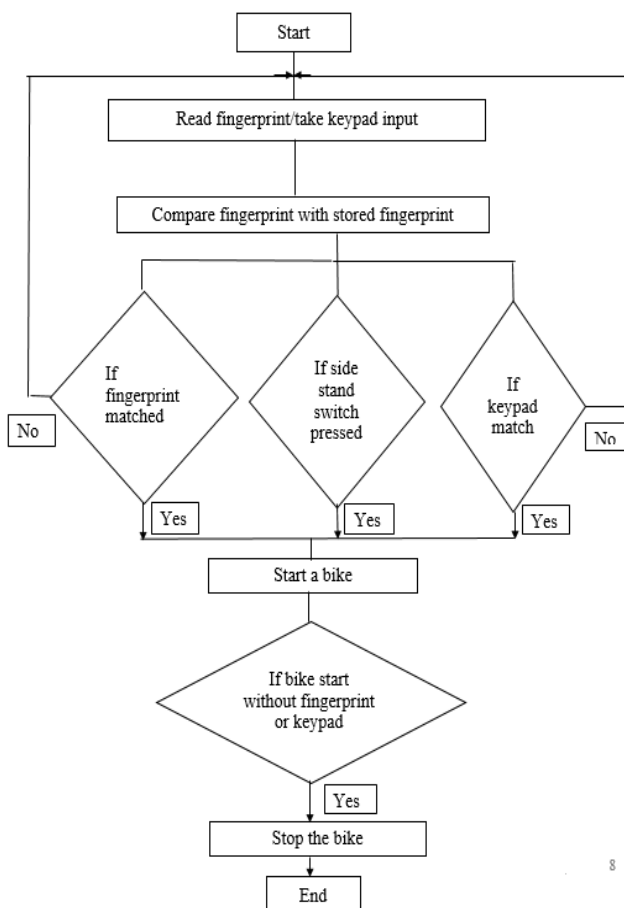 Start
Read fingerprint/take keypad input
Compare fingerprint with stored fingerprint
If
fingerprint
matched
If side
stand
switch
pressed
If
keypad
match
No
No
Yes
Yes
Yes
Start a bike
If bike start
without fingerprint
or keypad
Yes
Stop the bike
8
End